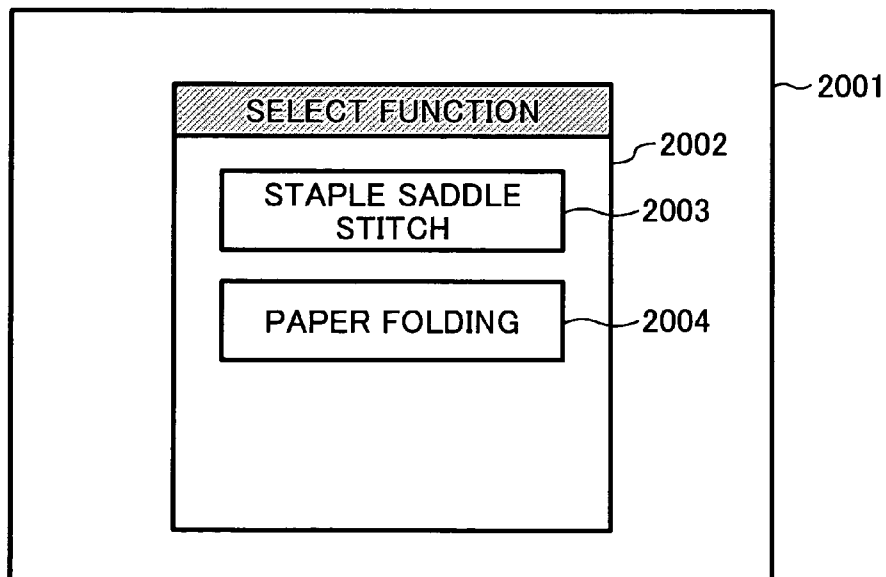 SELECT FUNCTION
2001
2002
STAPLE SADDLE
STITCH
2003
PAPER FOLDING
2004